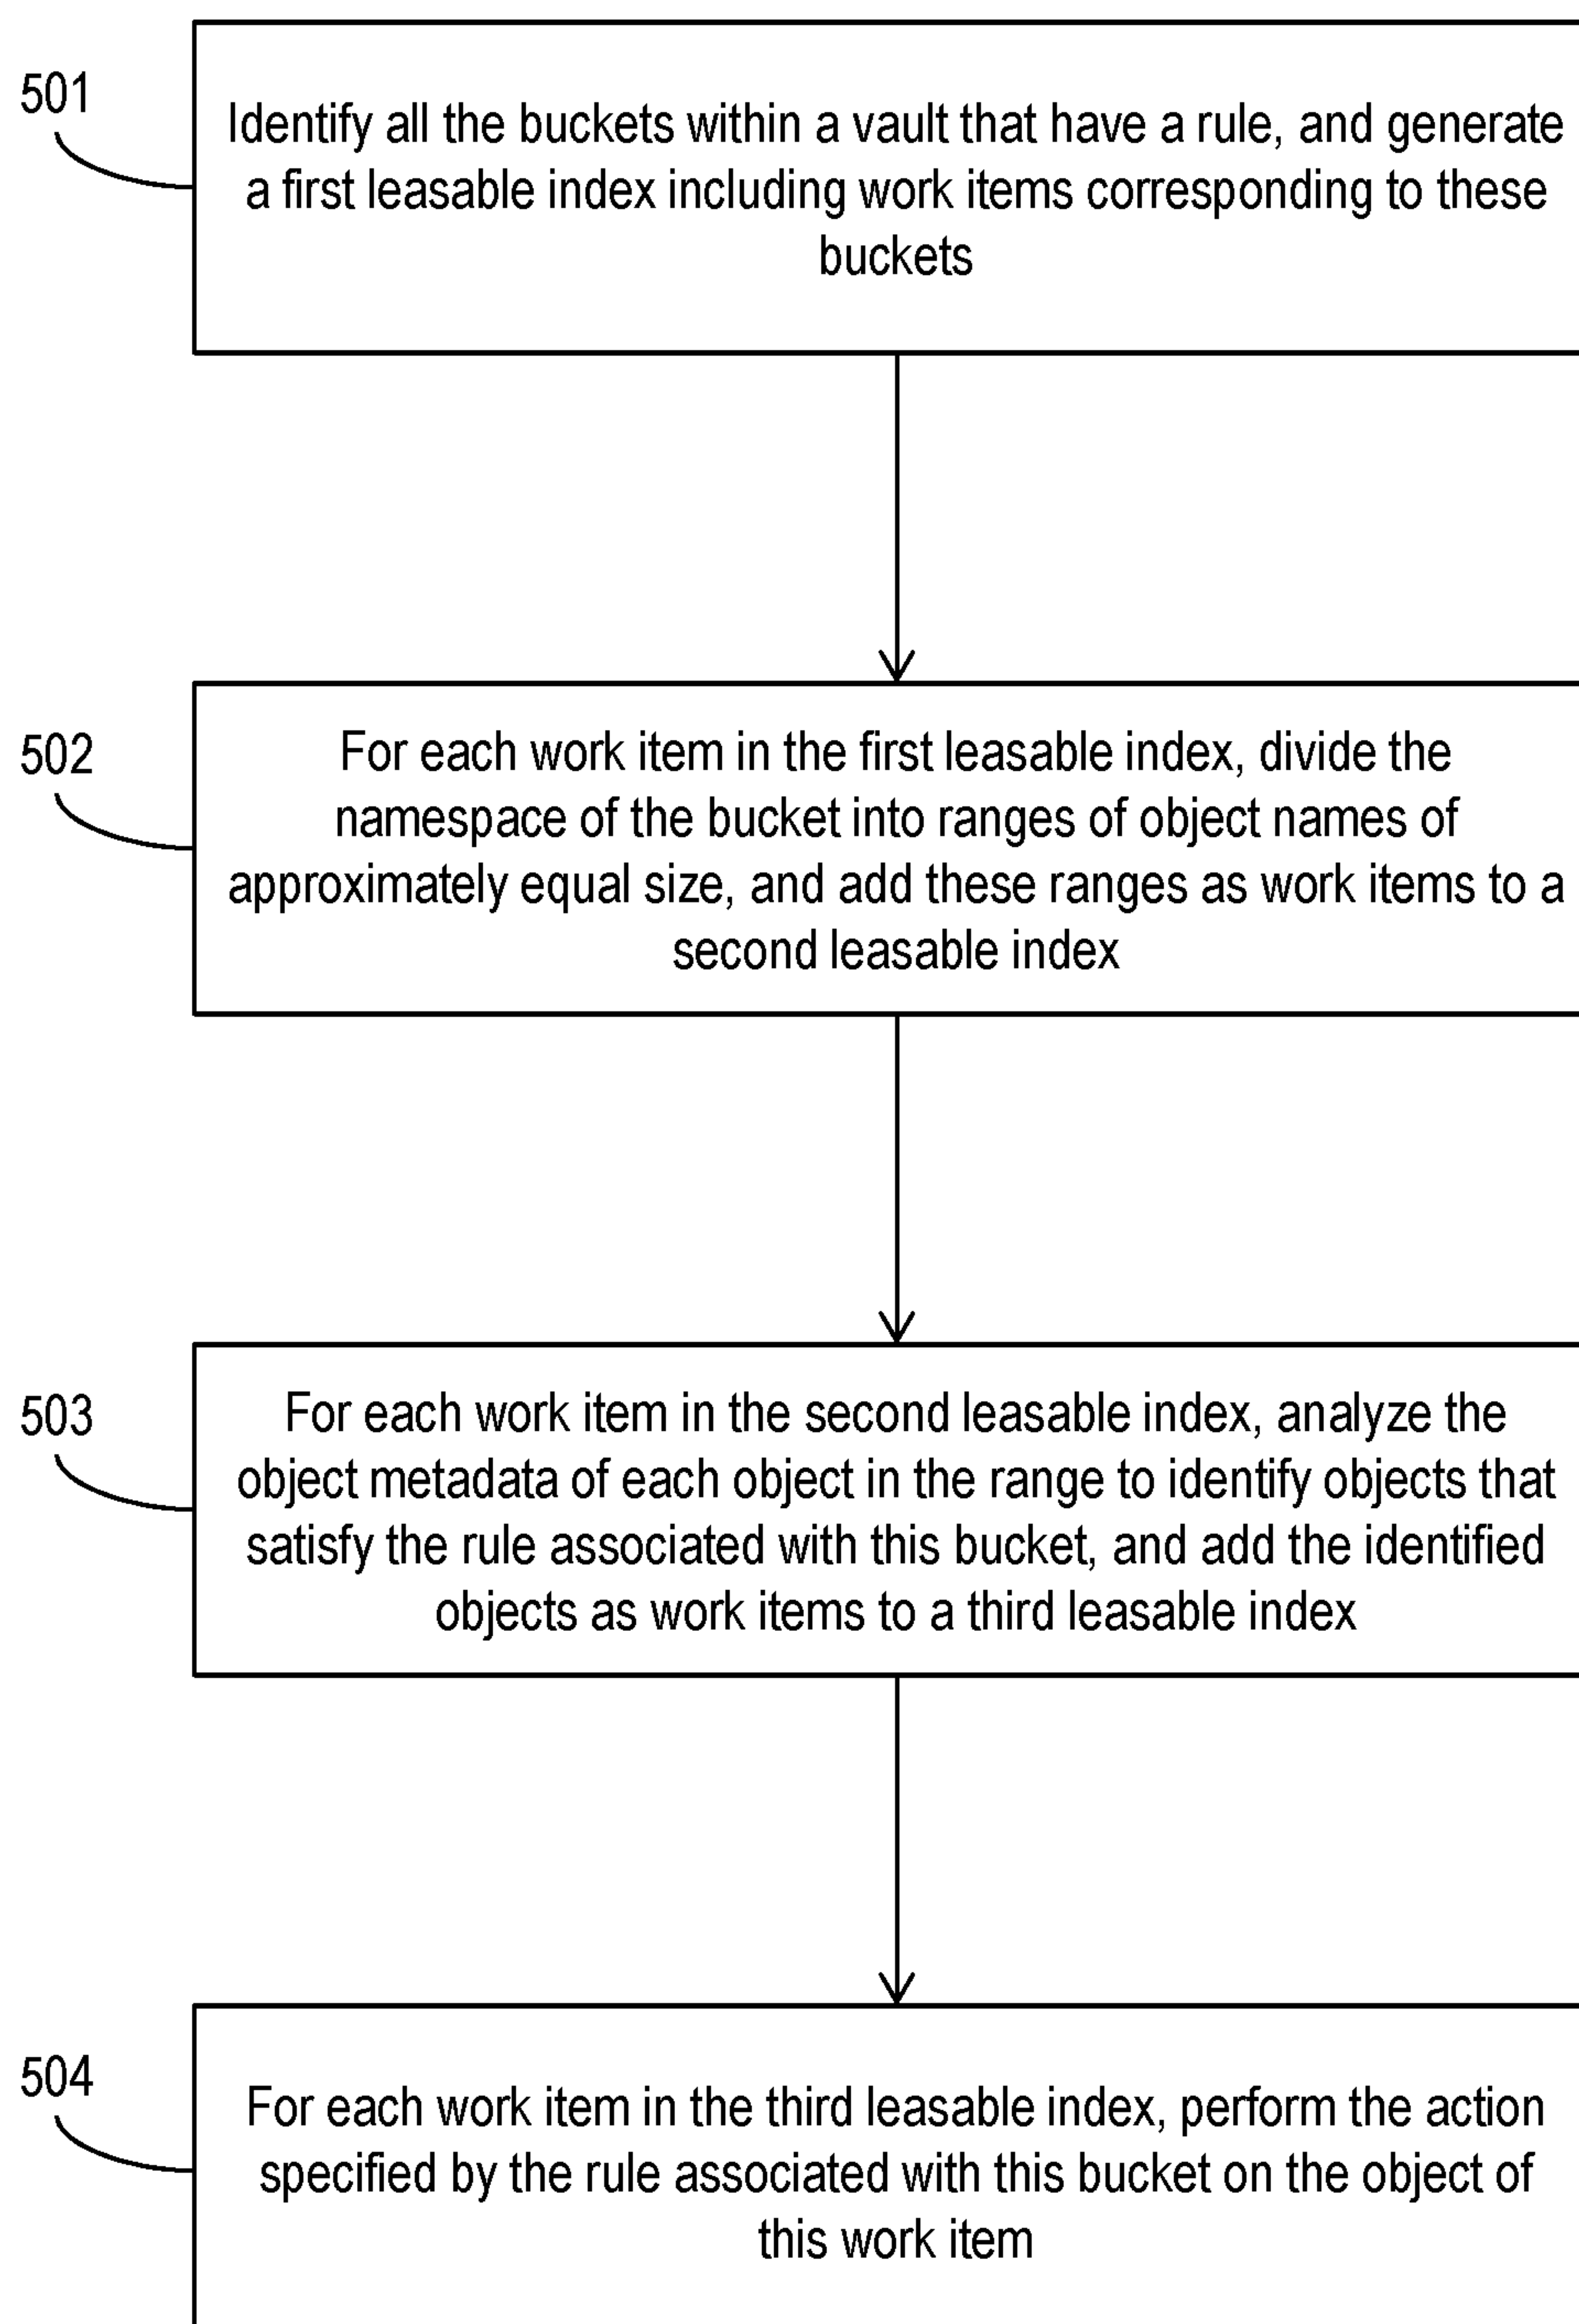 501
Identify all the buckets within a vault that have a rule, and generate
a first leasable index including work items corresponding to these
buckets
502
For each work item in the first leasable index, divide the
namespace of the bucket into ranges of object names of
approximately equal size, and add these ranges as work items to a
second leasable index
503
For each work item in the second leasable index, analyze the
object metadata of each object in the range to identify objects that
satisfy the rule associated with this bucket, and add the identified
objects as work items to a third leasable index
504
For each work item in the third leasable index, perform the action
specified by the rule associated with this bucket on the object of
this work item